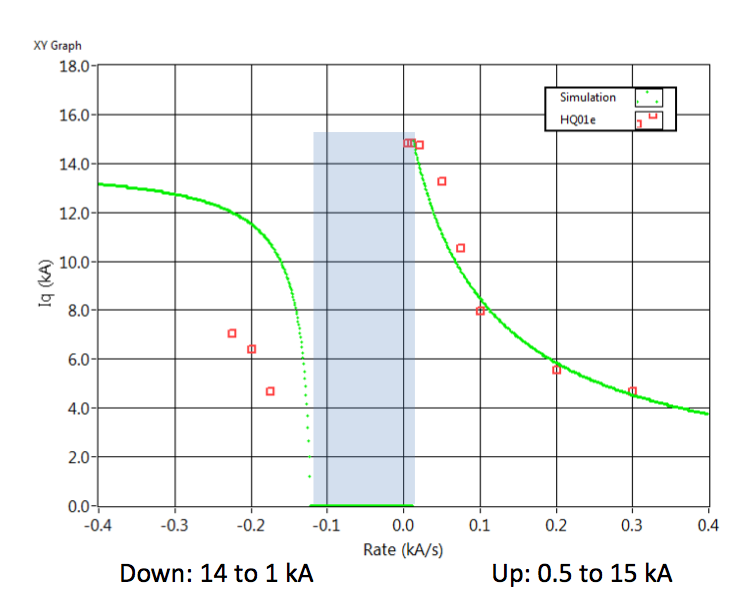 XY Graph
18.0
16.0
14.0
12.0
10.0
8.0
6.0
4.0
2.0
0.0
Iq (kA)
Simulation
HQ01e
-0.4 -0.3 -0.2 -0.1 0.0 0.1 0.2 0.3 0.4
Rate (kA/s)
Down: 14 to 1 kA
Up: 0.5 to 15 kA